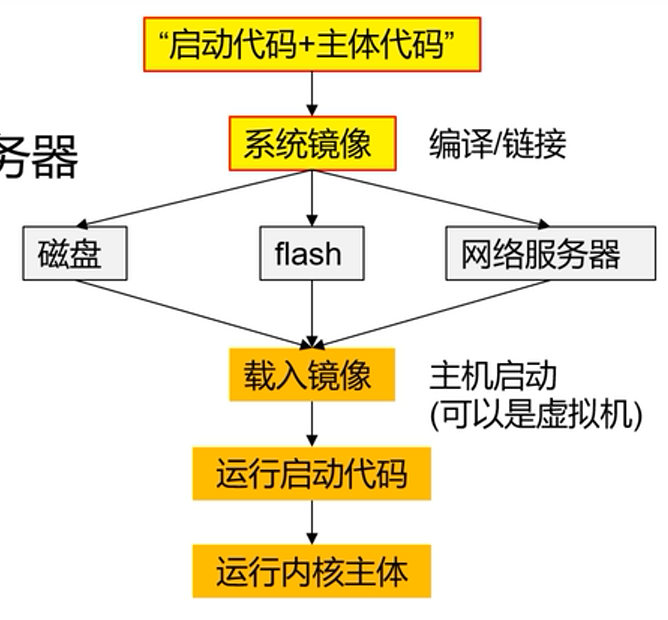 “启动代码+主体代码”
系统镜像
编译/链接
务器
磁盘
flash
网络服务器
载入镜像
主机启动
(可以是虚拟机)
运行启动代码
运行内核主体